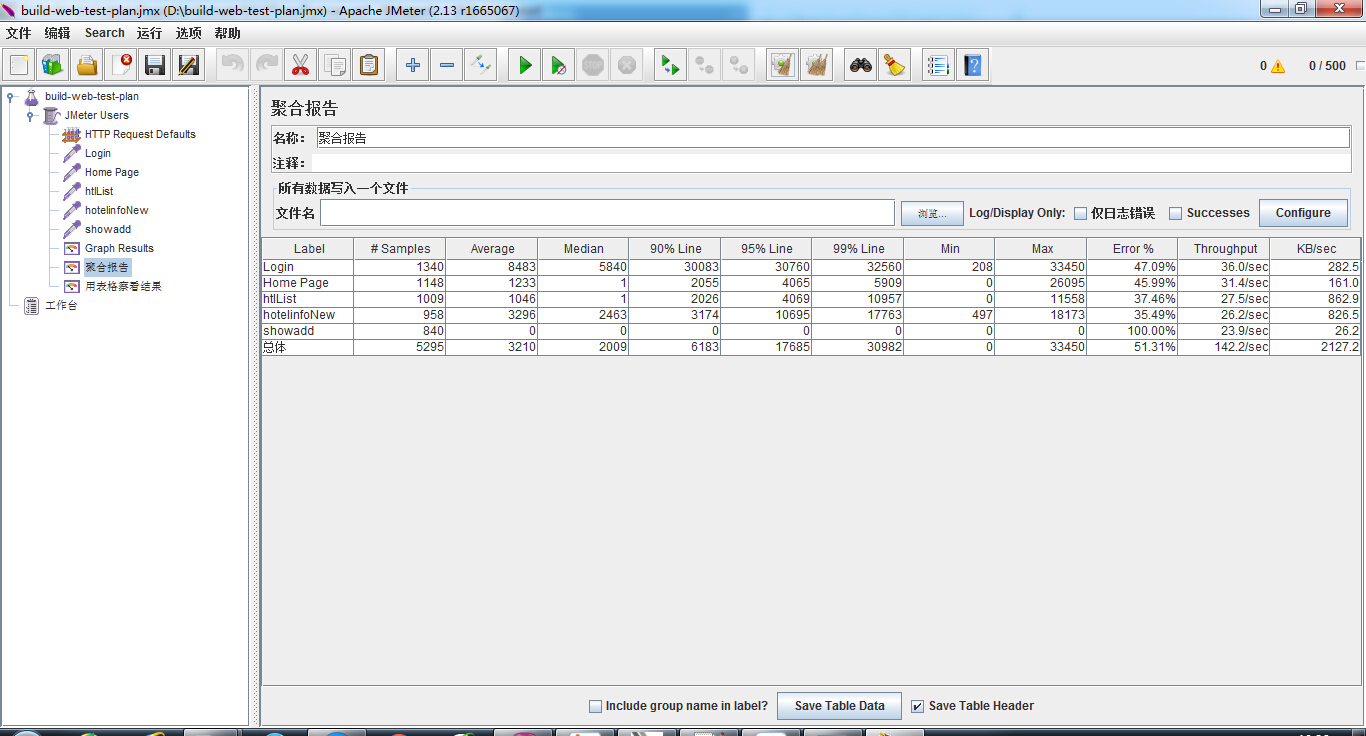 build-web-test-plan.jmx (D:\build-web-test-plan.jmx) - Apache JMeter (2.13 r1665067)
文件 编辑 Search 运行 选项 帮助
STOP
0 0 / 500
build-web-test-plan
JMeter Users
HTTP Request Defaults
Login
Home Page
htlList
hotelinfoNew
showadd
Graph Results
聚合报告
用表格察看结果
工作台
聚合报告
名称: 聚合报告
注释:
所有数据写入一个文件
文件名 浏览... Log/Display Only: 仅日志错误 Successes Configure
Label # Samples Average Median 90% Line 95% Line 99% Line Min Max Error % Throughput KB/sec
Login 1340 8483 5840 30083 30760 32560 208 33450 47.09% 36.0/sec 282.5
Home Page 1148 1233 1 2055 4065 5909 0 26095 45.99% 31.4/sec 161.0
htlList 1009 1046 1 2026 4069 10957 0 11558 37.46% 27.5/sec 862.9
hotelinfoNew 958 3296 2463 3174 10695 17763 497 18173 35.49% 26.2/sec 826.5
showadd 840 0 0 0 0 0 0 0 100.00% 23.9/sec 26.2
总体 5295 3210 2009 6183 17685 30982 0 33450 51.31% 142.2/sec 2127.2
Include group name in label? Save Table Data Save Table Header